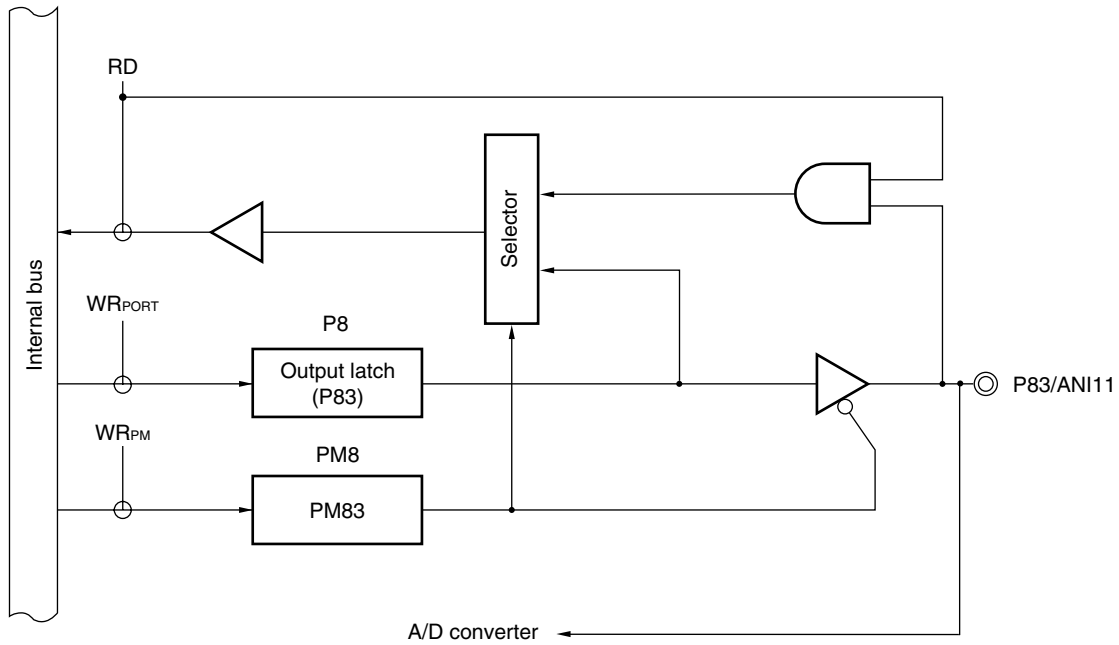 RD
Selector
Internal bus
WRPORT
P8
Output latch
(P83)
P83/ANI11
WRPM
PM8
PM83
A/D converter